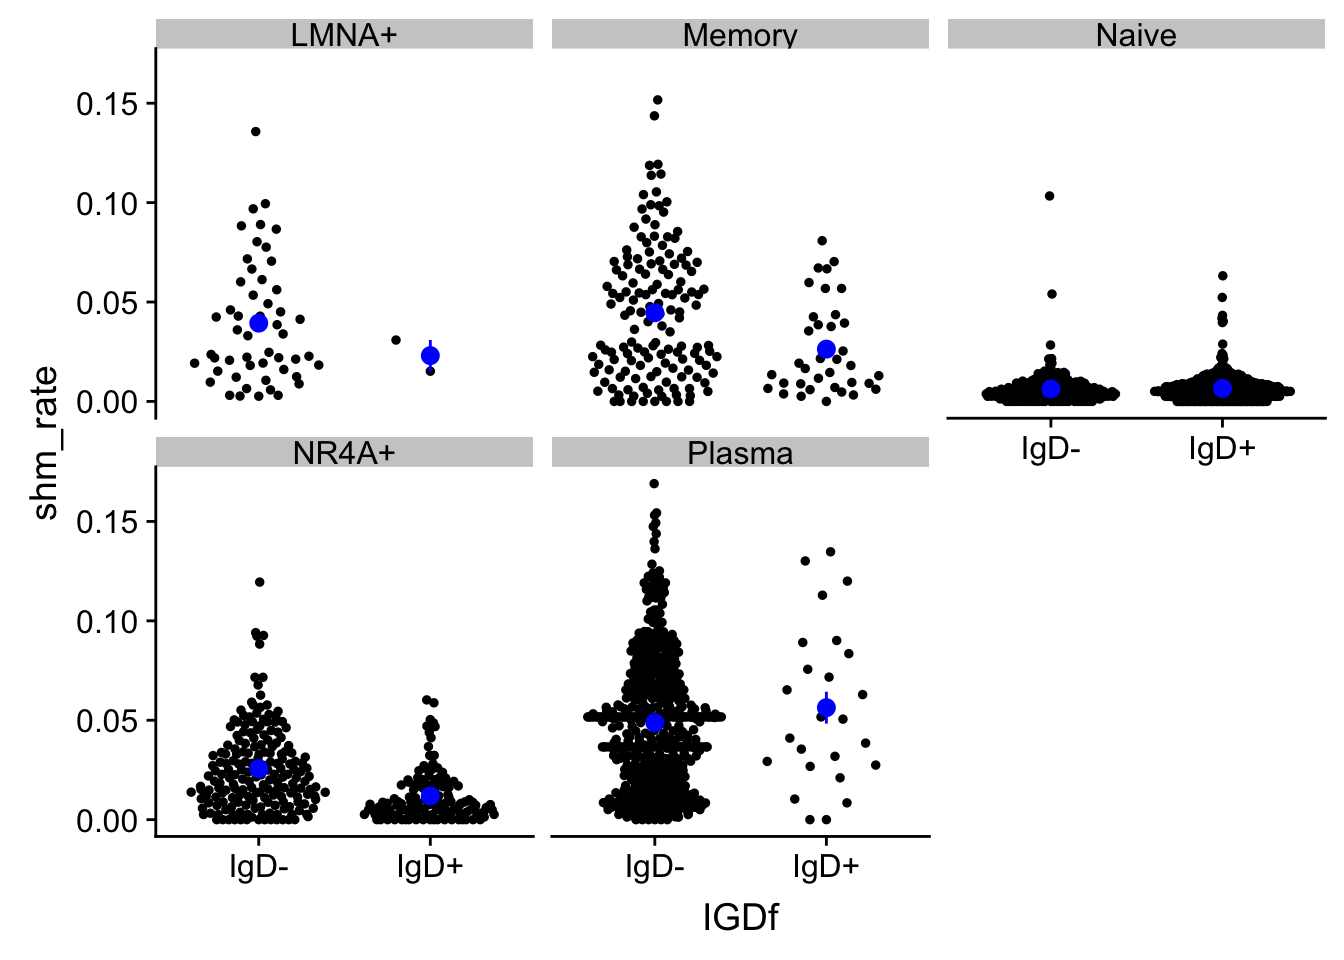 LMNA+ Memory Naive
0.15
0.10
0.05
0.00
IgD- IgD+
NR4A+ Plasma
0.15
0.10
0.05
0.00
IgD- IgD+ IgD- IgD+
IGDf
shm_rate